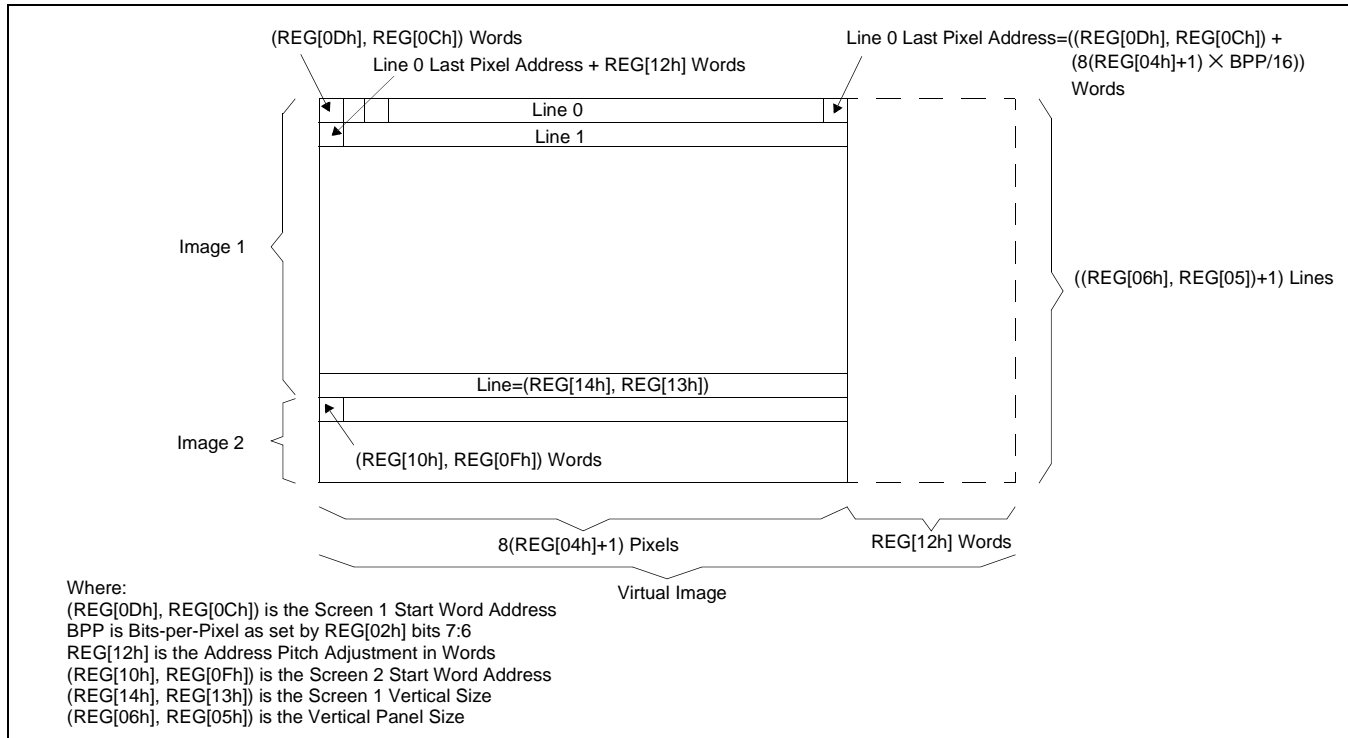 (REG[0Dh], REG[0Ch]) Words
Line 0 Last Pixel Address + REG[12h] Words
Line 0 Last Pixel Address=((REG[0Dh], REG[0Ch]) +
(8(REG[04h]+1) × BPP/16))
Words
Line 0
Line 1
Image 1
((REG[06h], REG[05])+1) Lines
Line=(REG[14h], REG[13h])
Image 2
(REG[10h], REG[0Fh]) Words
8(REG[04h]+1) Pixels
REG[12h] Words
Virtual Image
Where:
(REG[0Dh], REG[0Ch]) is the Screen 1 Start Word Address
BPP is Bits-per-Pixel as set by REG[02h] bits 7:6
REG[12h] is the Address Pitch Adjustment in Words
(REG[10h], REG[0Fh]) is the Screen 2 Start Word Address
(REG[14h], REG[13h]) is the Screen 1 Vertical Size
(REG[06h], REG[05h]) is the Vertical Panel Size